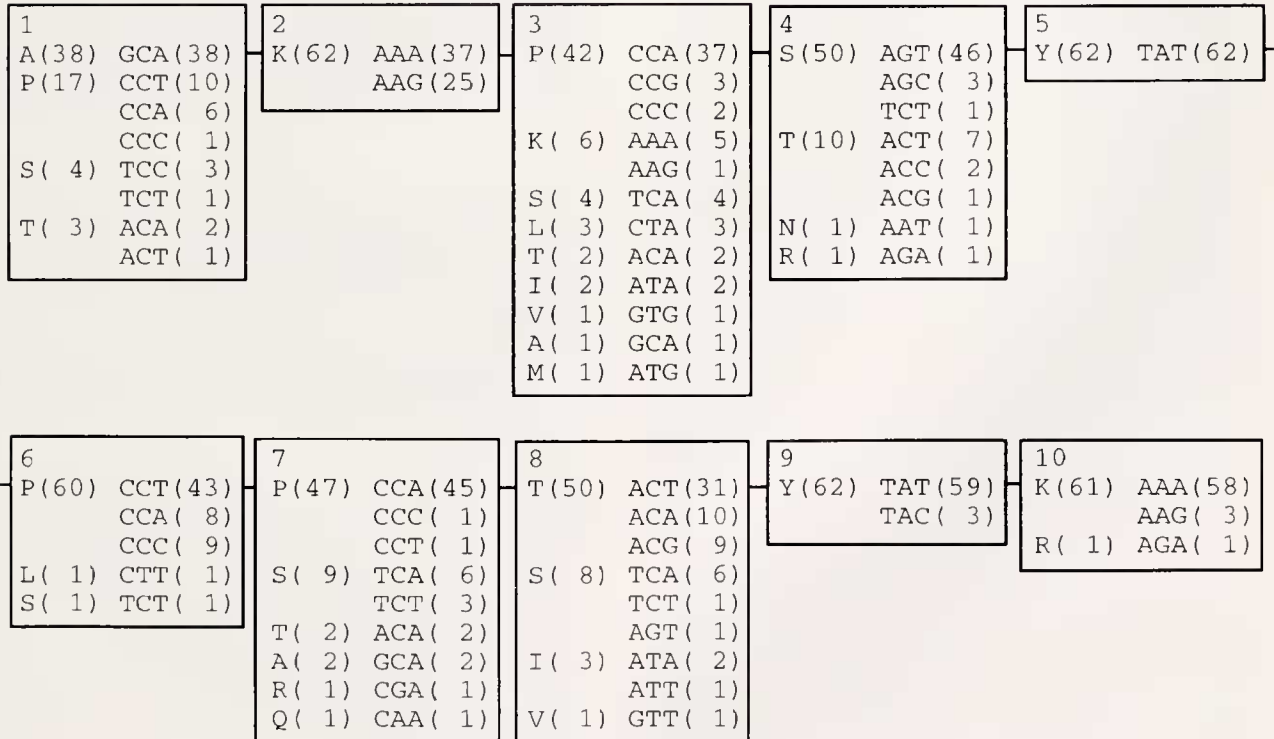 1
A(38) GCA(38)
P(17) CCT(10)
CCA( 6)
CCC( 1)
S( 4) TCC( 3)
TCT( 1)
T( 3) ACA( 2)
ACT( 1)
2
K(62) AAA(37)
AAG(25)
3
P(42) CCA(37)
CCG( 3)
CCC( 2)
K( 6) AAA( 5)
AAG( 1)
S( 4) TCA( 4)
L( 3) CTA( 3)
T( 2) ACA( 2)
I( 2) ATA( 2)
V( 1) GTG( 1)
A( 1) GCA( 1)
M( 1) ATG( 1)
4
S(50) AGT(46)
AGC( 3)
TCT( 1)
T(10) ACT( 7)
ACC( 2)
ACG( 1)
N( 1) AAT( 1)
R( 1) AGA( 1)
5
Y(62) TAT(62)
6
P(60) CCT(43)
CCA( 8)
CCC( 9)
L( 1) CTT( 1)
S( 1) TCT( 1)
7
P(47) CCA(45)
CCC( 1)
CCT( 1)
S( 9) TCA( 6)
TCT( 3)
T( 2) ACA( 2)
A( 2) GCA( 2)
R( 1) CGA( 1)
Q( 1) CAA( 1)
8
T(50) ACT(31)
ACA(10)
ACG( 9)
S( 8) TCA( 6)
TCT( 1)
AGT( 1)
I( 3) ATA( 2)
ATT( 1)
V( 1) GTT( 1)
9
Y(62) TAT(59)
TAC( 3)
10
K(61) AAA(58)
AAG( 3)
R( 1) AGA( 1)